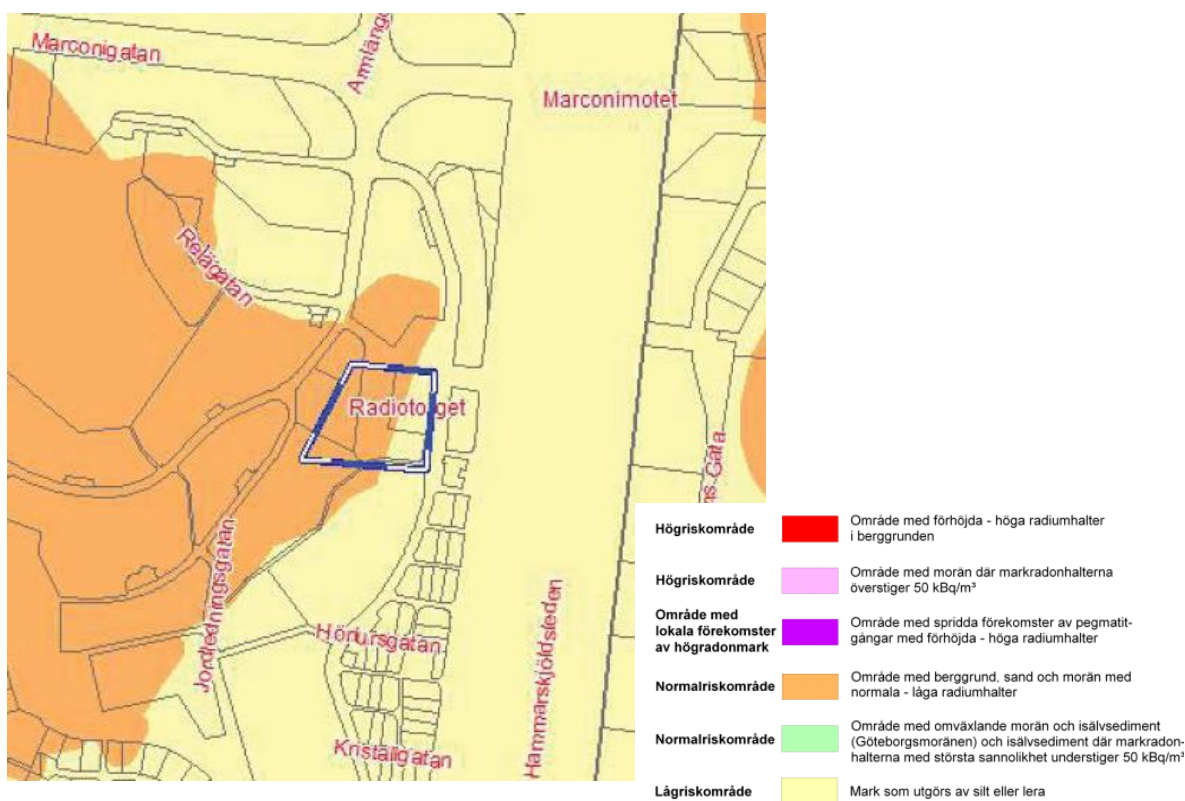 Marconigatan
Armlängs
Marconimotet
Relägatan
Radiotorget
s Gata
Jordledningsgatan
Hörlursgatan
Hammarskjöldsleden
Kristallgatan
Högriskområde
Område med förhöjda - höga radiumhalter
i berggrunden
Högriskområde
Område med morän där markradonhalterna
överstiger 50 kBq/m³
Område med
lokala förekomster
av högradonmark
Område med spridda förekomster av pegmatit-
gångar med förhöjda - höga radiumhalter
Normalriskområde
Område med berggrund, sand och morän med
normala - låga radiumhalter
Normalriskområde
Område med omväxlande morän och isälvsediment
(Göteborgsmoränen) och isälvsediment där markradon-
halterna med största sannolikhet understiger 50 kBq/m³
Lågriskområde
Mark som utgörs av silt eller lera